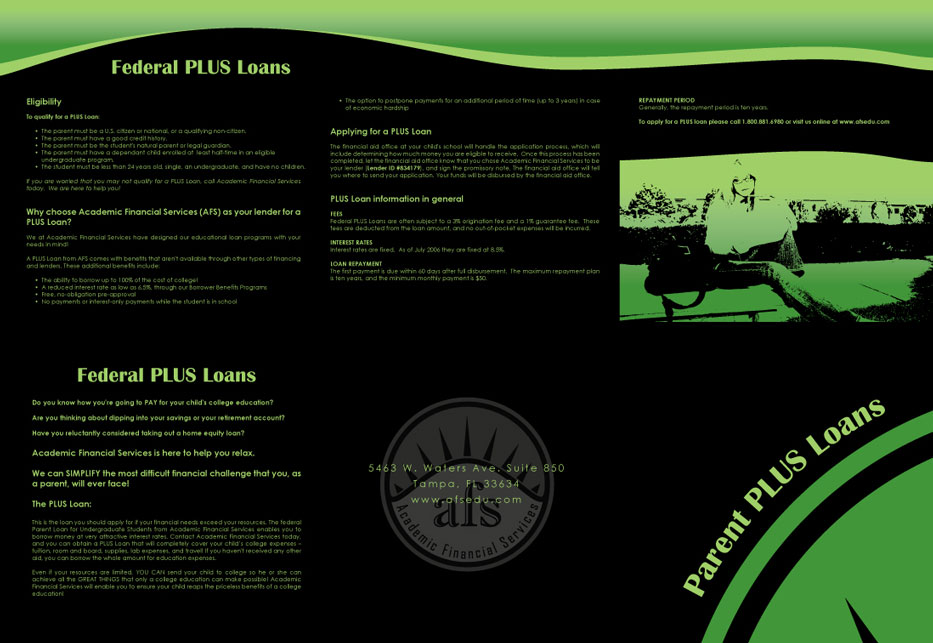 Federal PLUS Loans
Eligibility
To qualify for a PLUS Loan:
• The parent must be a U.S. citizen or national, or a qualifying non-citizen.
• The parent must have a good credit history.
• The parent must be the student's natural parent or legal guardian.
• The parent must have a dependant child enrolled at least half-time in an eligible
undergraduate program.
• The student must be less than 24 years old, single, an undergraduate, and have no children.
If you are worried that you may not qualify for a PLUS Loan, call Academic Financial Services
today. We are here to help you!
Why choose Academic Financial Services (AFS) as your lender for a
PLUS Loan?
We at Academic Financial Services have designed our educational loan programs with your
needs in mind!
A PLUS Loan from AFS comes with benefits that aren't available through other types of financing
and lenders. These additional benefits include:
• The ability to borrow up to 100% of the cost of college!
• A reduced interest rate as low as 6.5%, through our Borrower Benefits Programs
• Free, no-obligation pre-approval
• No payments or interest-only payments while the student is in school
• The option to postpone payments for an additional period of time (up to 3 years) in case
of economic hardship
Applying for a PLUS Loan
The financial aid office at your child's school will handle the application process, which will
include determining how much money you are eligible to receive. Once this process has been
completed, let the financial aid office know that you chose Academic Financial Services to be
your lender (Lender ID #834179), and sign the promissory note. The financial aid office will tell
you where to send your application. Your funds will be disbursed by the financial aid office.
PLUS Loan information in general
FEES
Federal PLUS Loans are often subject to a 3% origination fee and a 1% guarantee fee. These
fees are deducted from the loan amount, and no out-of-pocket expenses will be incurred.
INTEREST RATES
Interest rates are fixed. As of July 2006 they are fixed at 8.5%.
LOAN REPAYMENT
The first payment is due within 60 days after full disbursement. The maximum repayment plan
is ten years, and the minimum monthly payment is $50.
REPAYMENT PERIOD
Generally, the repayment period is ten years.
To apply for a PLUS loan please call 1.800.881.6980 or visit us online at www.afsedu.com
Federal PLUS Loans
Do you know how you're going to PAY for your child's college education?
Are you thinking about dipping into your savings or your retirement account?
Have you reluctantly considered taking out a home equity loan?
Academic Financial Services is here to help you relax.
We can SIMPLIFY the most difficult financial challenge that you, as
a parent, will ever face!
The PLUS Loan:
This is the loan you should apply for if your financial needs exceed your resources. The federal
Parent Loan for Undergraduate Students from Academic Financial Services enables you to
borrow money at very attractive interest rates. Contact Academic Financial Services today,
and you can obtain a PLUS Loan that will completely cover your child's college expenses –
tuition, room and board, supplies, lab expenses, and travel! If you haven't received any other
aid, you can borrow the whole amount for education expenses.
Even if your resources are limited, YOU CAN send your child to college so he or she can
achieve all the GREAT THINGS that only a college education can make possible! Academic
Financial Services will enable you to ensure your child reaps the priceless benefits of a college
education!
5463 W. Waters Ave. Suite 850
Tampa, FL 33634
www.afsedu.com
afs
Academic Financial Services
Parent PLUS Loans